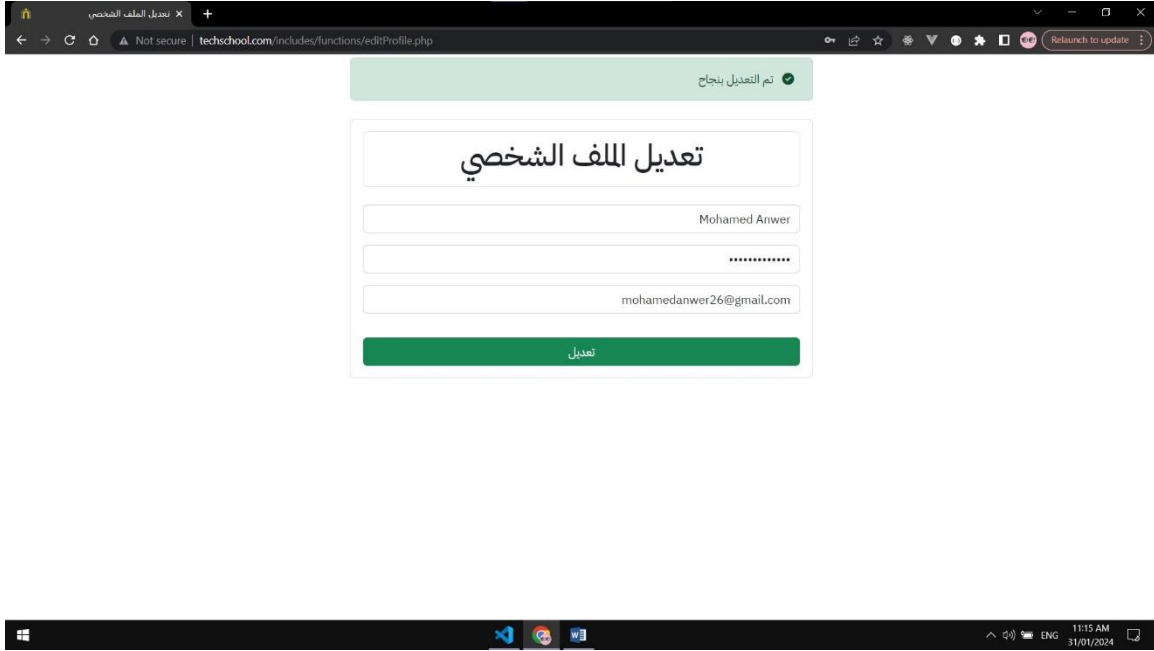 تعديل الملف الشخصي
Not secure | techschool.com/includes/functions/editProfile.php
Relaunch to update
تم التعديل بنجاح
تعديل الملف الشخصي
Mohamed Anwer
•••••••••••••
mohamedanwer26@gmail.com
تعديل
ENG
11:15 AM
31/01/2024